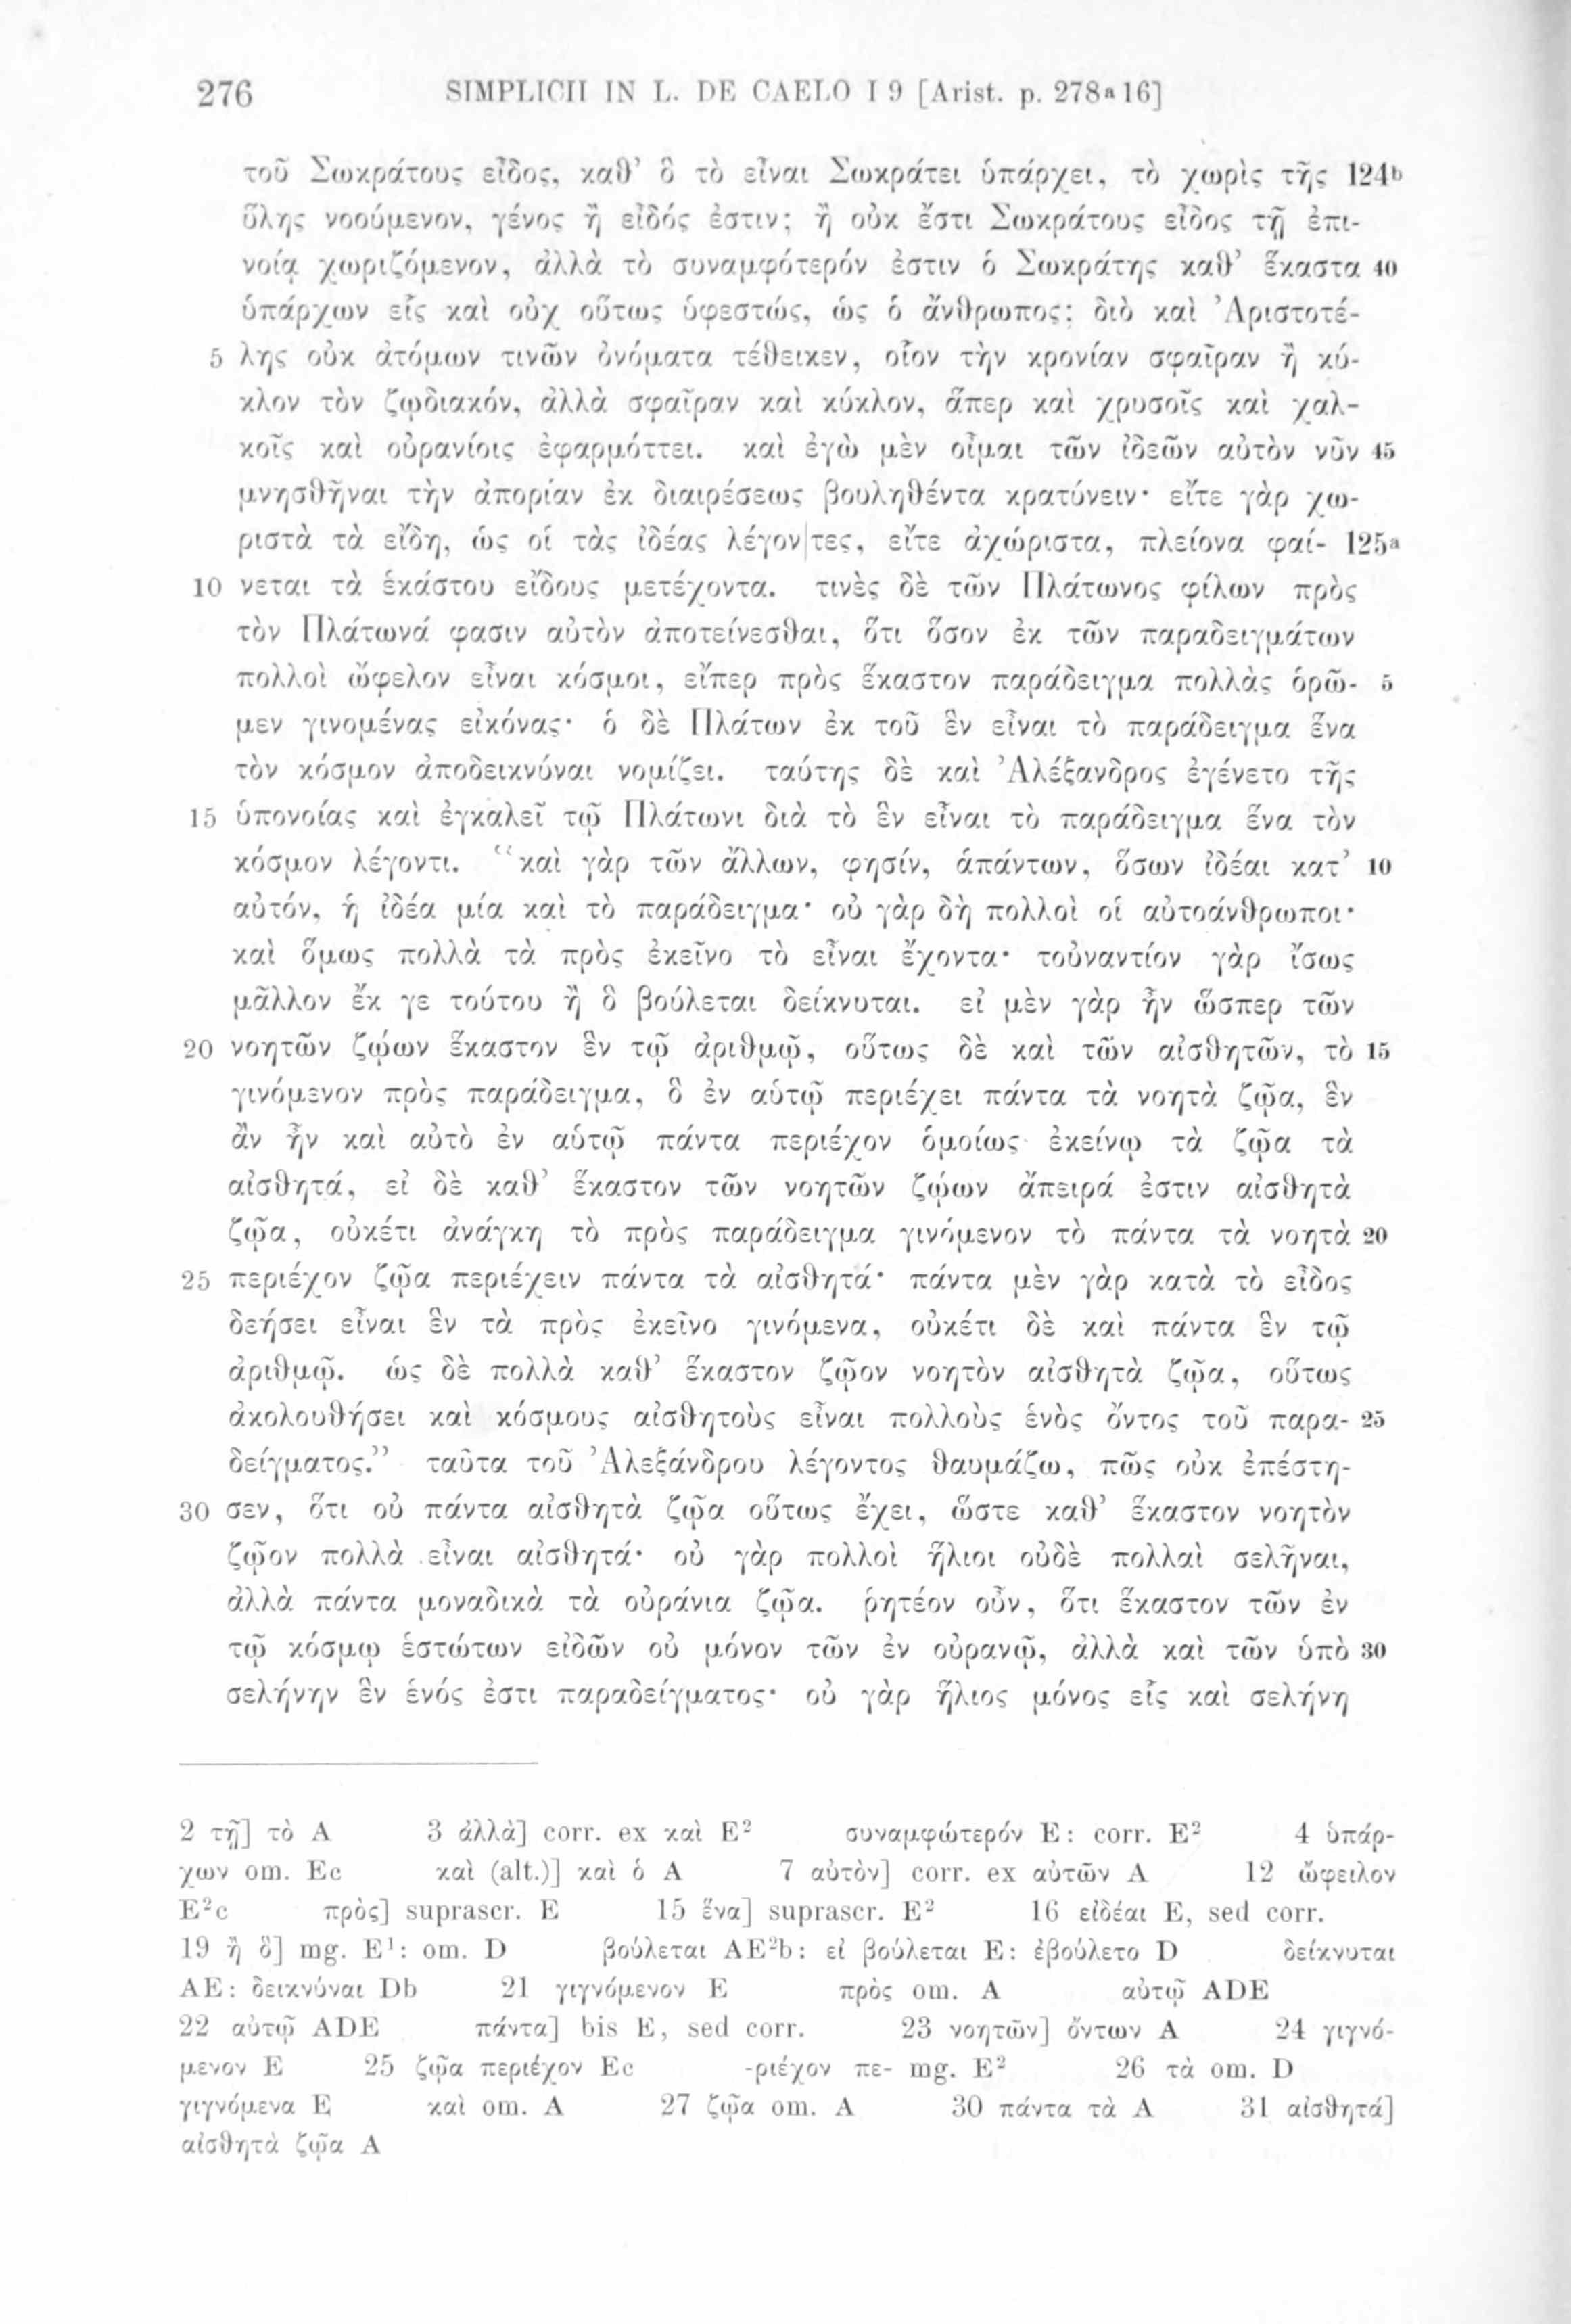 276 SIMPLICII IN L. DE CAELO I 9 [Arist. p. 278ᵃ16]
τοῦ Σωκράτους εἶδος, καθ’ ὃ τὸ εἶναι Σωκράτει ὑπάρχει, τὸ χωρὶς τῆς 124ᵇ
ὕλης νοούμενον, γένος ἢ εἶδός ἐστιν; ἢ οὐκ ἔστι Σωκράτους εἶδος τῇ ἐπι-
νοίᾳ χωριζόμενον, ἀλλὰ τὸ συναμφότερόν ἐστιν ὁ Σωκράτης καθ’ ἕκαστα 40
ὑπάρχων εἷς καὶ οὐχ οὕτως ὑφεστώς, ὡς ὁ ἄνθρωπος; διὸ καὶ Ἀριστοτέ-
5 λης οὐκ ἀτόμων τινῶν ὀνόματα τέθεικεν, οἷον τὴν κρονίαν σφαῖραν ἢ κύ-
κλον τὸν ζῳδιακόν, ἀλλὰ σφαῖραν καὶ κύκλον, ἅπερ καὶ χρυσοῖς καὶ χαλ-
κοῖς καὶ οὐρανίοις ἐφαρμόττει. καὶ ἐγὼ μὲν οἶμαι τῶν ἰδεῶν αὐτὸν νῦν 45
μνησθῆναι τὴν ἀπορίαν ἐκ διαιρέσεως βουληθέντα κρατύνειν· εἴτε γὰρ χω-
ριστὰ τὰ εἴδη, ὡς οἱ τὰς ἰδέας λέγον|τες, εἴτε ἀχώριστα, πλείονα φαί- 125ᵃ
10 νεται τὰ ἑκάστου εἴδους μετέχοντα. τινὲς δὲ τῶν Πλάτωνος φίλων πρὸς
τὸν Πλάτωνά φασιν αὐτὸν ἀποτείνεσθαι, ὅτι ὅσον ἐκ τῶν παραδειγμάτων
πολλοὶ ὤφελον εἶναι κόσμοι, εἴπερ πρὸς ἕκαστον παράδειγμα πολλὰς ὁρῶ- 5
μεν γινομένας εἰκόνας· ὁ δὲ Πλάτων ἐκ τοῦ ἓν εἶναι τὸ παράδειγμα ἕνα
τὸν κόσμον ἀποδεικνύναι νομίζει. ταύτης δὲ καὶ Ἀλέξανδρος ἐγένετο τῆς
15 ὑπονοίας καὶ ἐγκαλεῖ τῷ Πλάτωνι διὰ τὸ ἓν εἶναι τὸ παράδειγμα ἕνα τὸν
κόσμον λέγοντι. “καὶ γὰρ τῶν ἄλλων, φησίν, ἁπάντων, ὅσων ἰδέαι κατ’ 10
αὐτόν, ἡ ἰδέα μία καὶ τὸ παράδειγμα· οὐ γὰρ δὴ πολλοὶ οἱ αὐτοάνθρωποι·
καὶ ὅμως πολλὰ τὰ πρὸς ἐκεῖνο τὸ εἶναι ἔχοντα· τοὐναντίον γὰρ ἴσως
μᾶλλον ἔκ γε τούτου ἢ ὃ βούλεται δείκνυται. εἰ μὲν γὰρ ἦν ὥσπερ τῶν
20 νοητῶν ζῴων ἕκαστον ἓν τῷ ἀριθμῷ, οὕτως δὲ καὶ τῶν αἰσθητῶν, τὸ 15
γινόμενον πρὸς παράδειγμα, ὃ ἐν αὑτῷ περιέχει πάντα τὰ νοητὰ ζῷα, ἓν
ἂν ἦν καὶ αὐτὸ ἐν αὑτῷ πάντα περιέχον ὁμοίως ἐκείνῳ τὰ ζῷα τὰ
αἰσθητά, εἰ δὲ καθ’ ἕκαστον τῶν νοητῶν ζῴων ἄπειρά ἐστιν αἰσθητὰ
ζῷα, οὐκέτι ἀνάγκη τὸ πρὸς παράδειγμα γινόμενον τὸ πάντα τὰ νοητὰ 20
25 περιέχον ζῷα περιέχειν πάντα τὰ αἰσθητά· πάντα μὲν γὰρ κατὰ τὸ εἶδος
δεήσει εἶναι ἓν τὰ πρὸς ἐκεῖνο γινόμενα, οὐκέτι δὲ καὶ πάντα ἓν τῷ
ἀριθμῷ. ὡς δὲ πολλὰ καθ’ ἕκαστον ζῷον νοητὸν αἰσθητὰ ζῷα, οὕτως
ἀκολουθήσει καὶ κόσμους αἰσθητοὺς εἶναι πολλοὺς ἑνὸς ὄντος τοῦ παρα- 25
δείγματος.” ταῦτα τοῦ Ἀλεξάνδρου λέγοντος θαυμάζω, πῶς οὐκ ἐπέστη-
30 σεν, ὅτι οὐ πάντα αἰσθητὰ ζῷα οὕτως ἔχει, ὥστε καθ’ ἕκαστον νοητὸν
ζῷον πολλὰ εἶναι αἰσθητά· οὐ γὰρ πολλοὶ ἥλιοι οὐδὲ πολλαὶ σελῆναι,
ἀλλὰ πάντα μοναδικὰ τὰ οὐράνια ζῷα. ῥητέον οὖν, ὅτι ἕκαστον τῶν ἐν
τῷ κόσμῳ ἑστώτων εἰδῶν οὐ μόνον τῶν ἐν οὐρανῷ, ἀλλὰ καὶ τῶν ὑπὸ 30
σελήνην ἓν ἑνός ἐστι παραδείγματος· οὐ γὰρ ἥλιος μόνος εἷς καὶ σελήνη
2 τῇ] τὸ A 3 ἀλλὰ] corr. ex καὶ E² συναμφώτερόν E: corr. E² 4 ὑπάρ-
χων om. Ec καὶ (alt.)] καὶ ὁ A 7 αὐτὸν] corr. ex αὐτῶν A 12 ὤφειλον
E²c πρὸς] suprascr. E 15 ἕνα] suprascr. E² 16 εἰδέαι E, sed corr.
19 ἢ ὃ] mg. E¹: om. D βούλεται AE²b: εἰ βούλεται E: ἐβούλετο D δείκνυται
AE: δεικνύναι Db 21 γιγνόμενον E πρὸς om. A αὐτῷ ADE
22 αὐτῷ ADE πάντα] bis E, sed corr. 23 νοητῶν] ὄντων A 24 γιγνό-
μενον E 25 ζῷα περιέχον Ec -ριέχον πε- mg. E² 26 τὰ om. D
γιγνόμενα E καὶ om. A 27 ζῷα om. A 30 πάντα τὰ A 31 αἰσθητά]
αἰσθητὰ ζῷα A